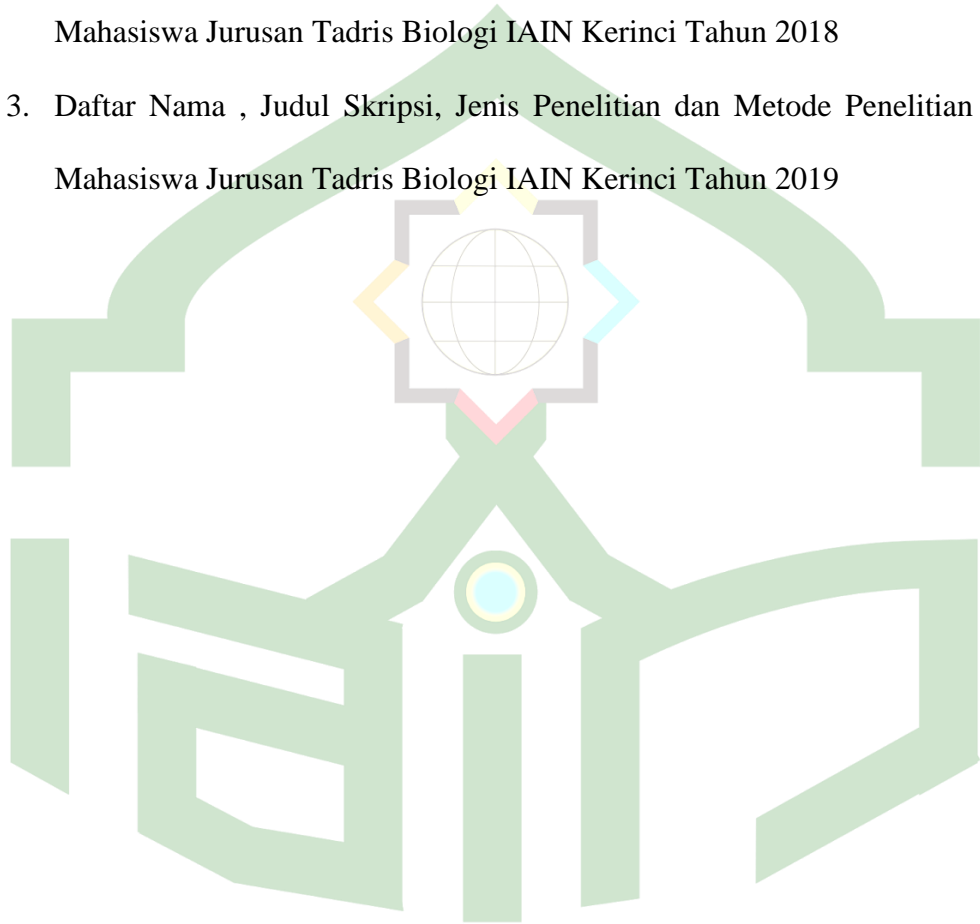 Mahasiswa Jurusan Tadris Biologi IAIN Kerinci Tahun 2018
3. Daftar Nama , Judul Skripsi, Jenis Penelitian dan Metode Penelitian
Mahasiswa Jurusan Tadris Biologi IAIN Kerinci Tahun 2019
iain